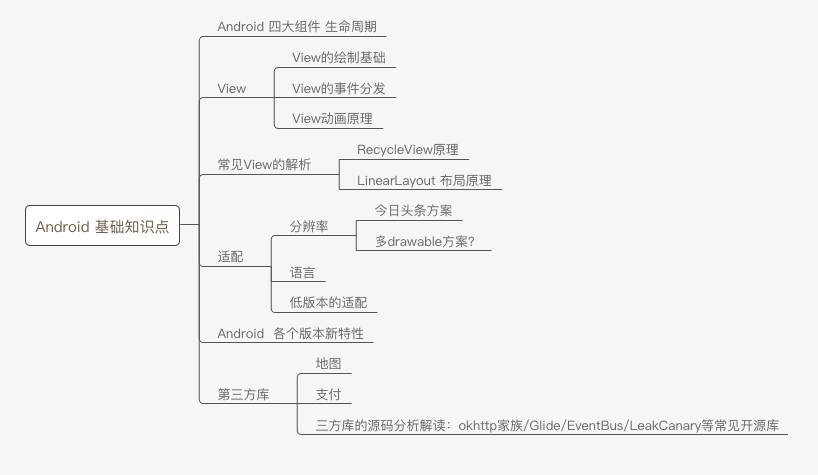 Android 四大组件 生命周期
View的绘制基础
View
View的事件分发
View动画原理
RecycleView原理
常见View的解析
LinearLayout 布局原理
今日头条方案
Android 基础知识点
分辨率
多drawable方案？
适配
语言
低版本的适配
Android  各个版本新特性
地图
第三方库
支付
三方库的源码分析解读：okhttp家族/Glide/EventBus/LeakCanary等常见开源库